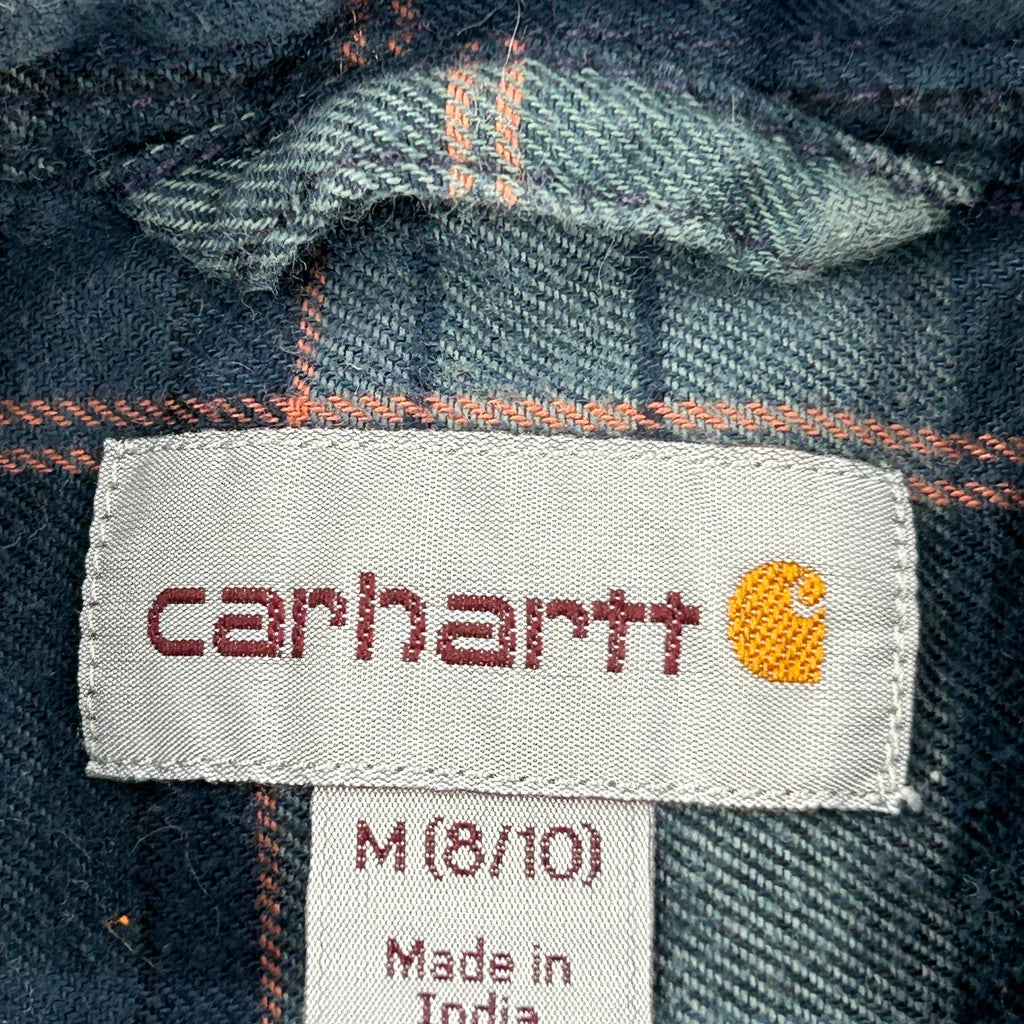 carhartt
M (8/10)
Made in
India